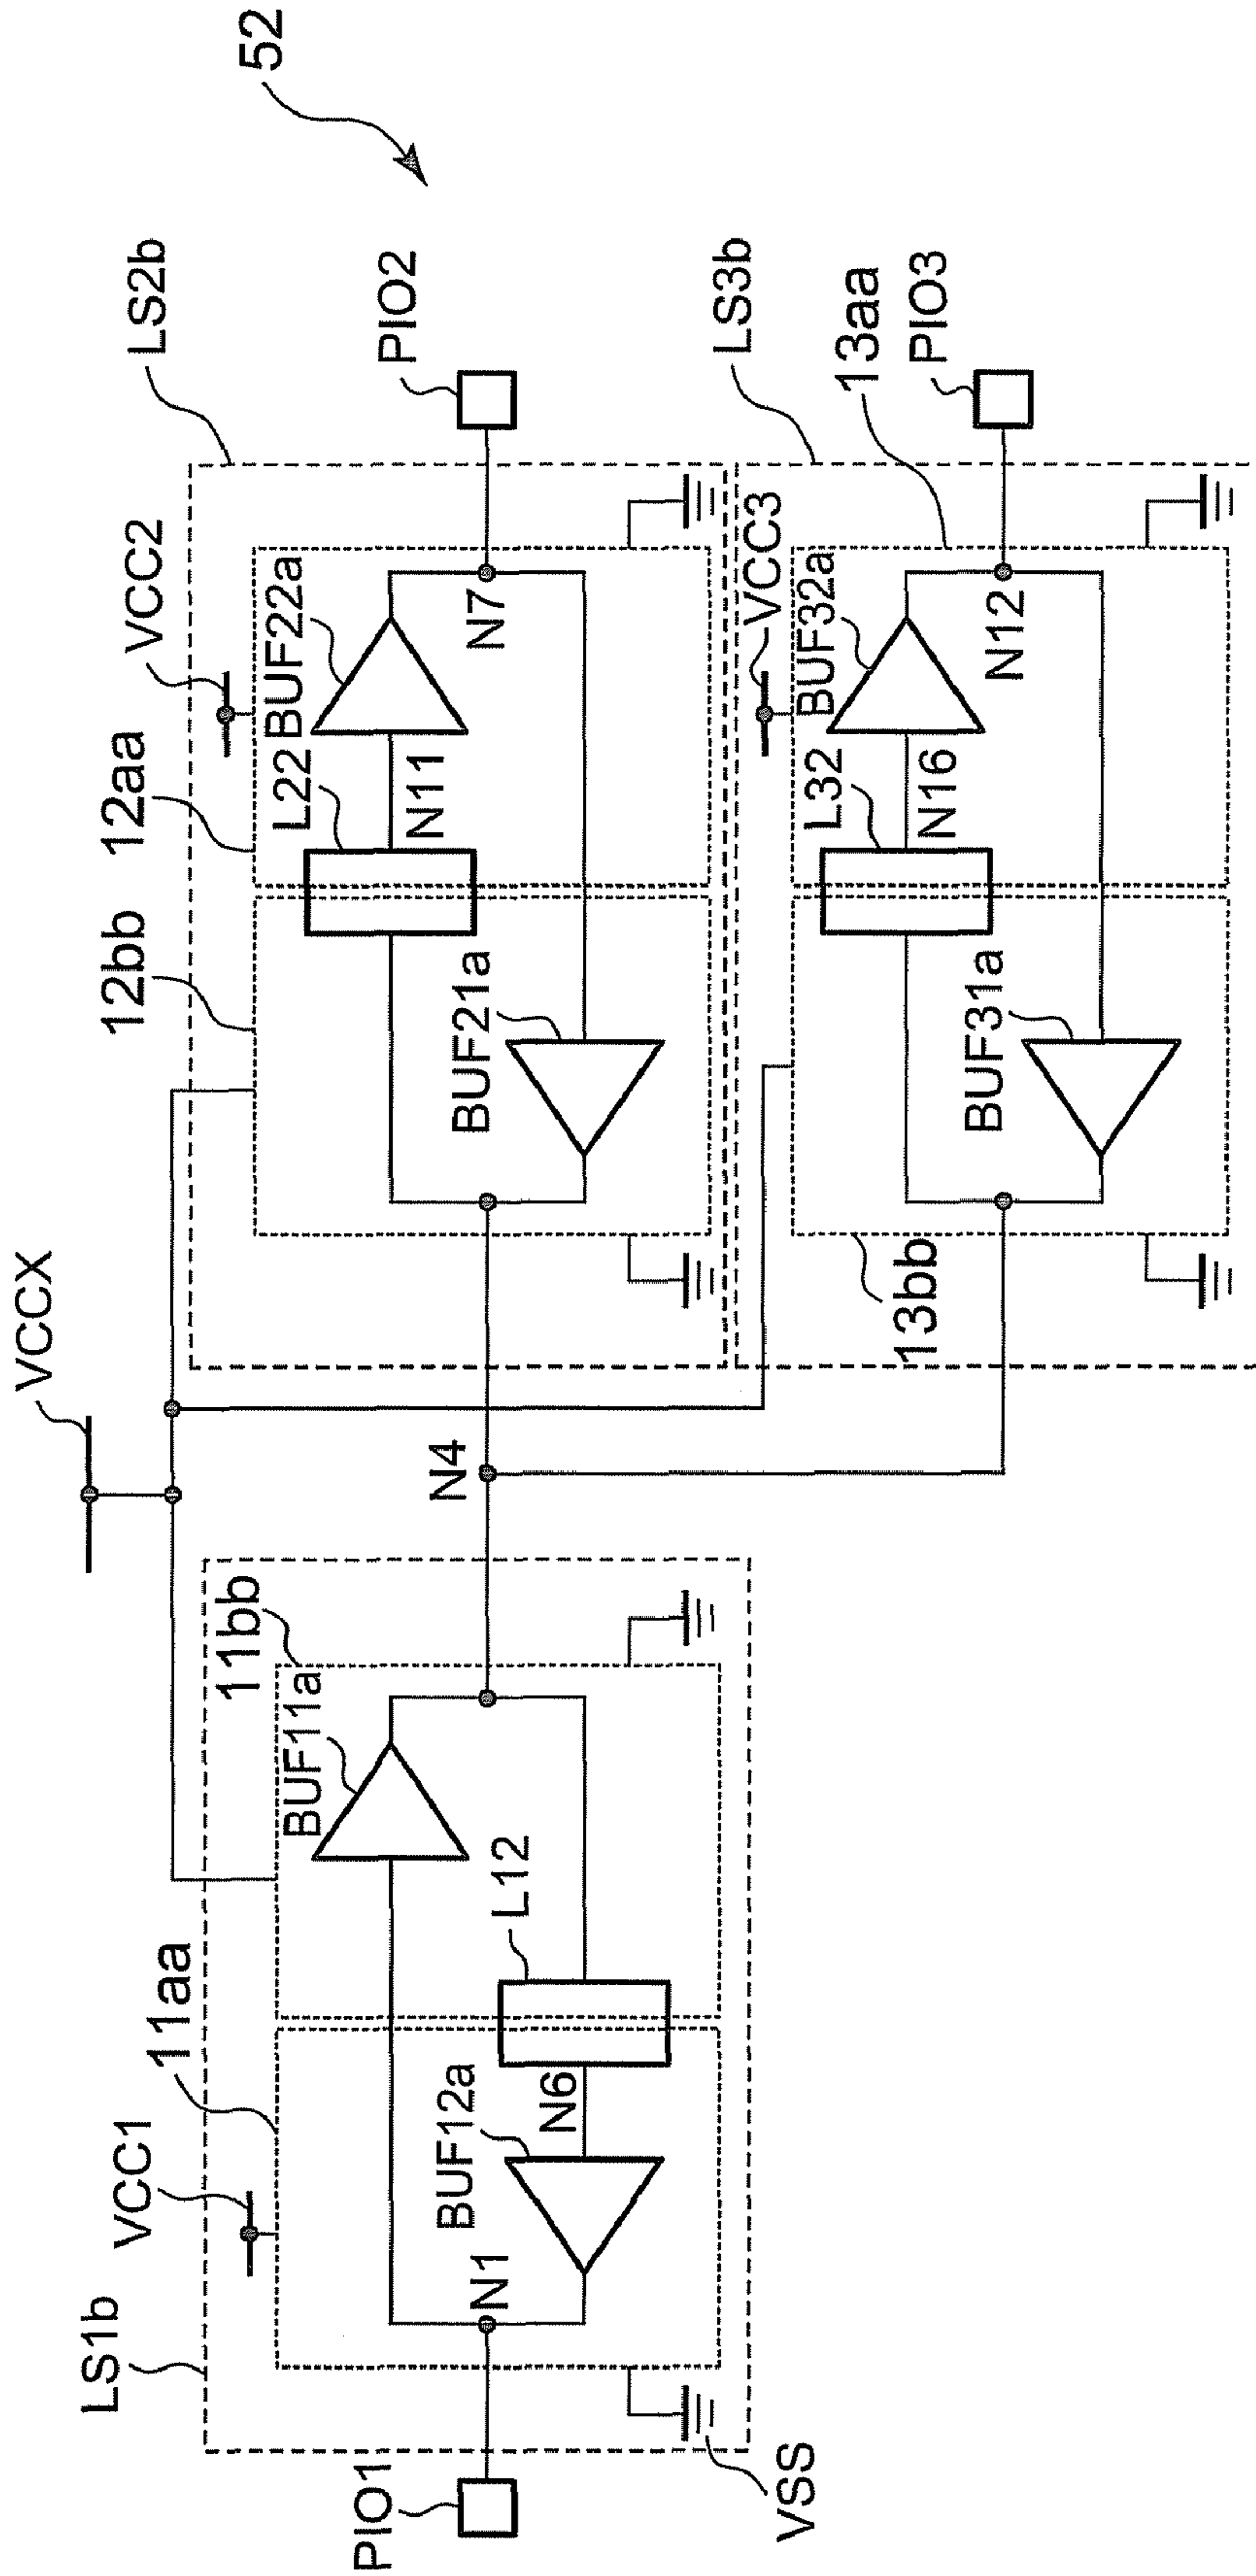 52
VCCX
LS2b
VCC2
12aa
12bb
L22
BUF22a
N11
N7
PIO2
BUF21a
LS3b
VCC3
13aa
BUF32a
L32
N16
N12
PIO3
BUF31a
13bb
N4
LS1b
VCC1
11aa
11bb
BUF11a
L12
BUF12a
N6
N1
PIO1
VSS